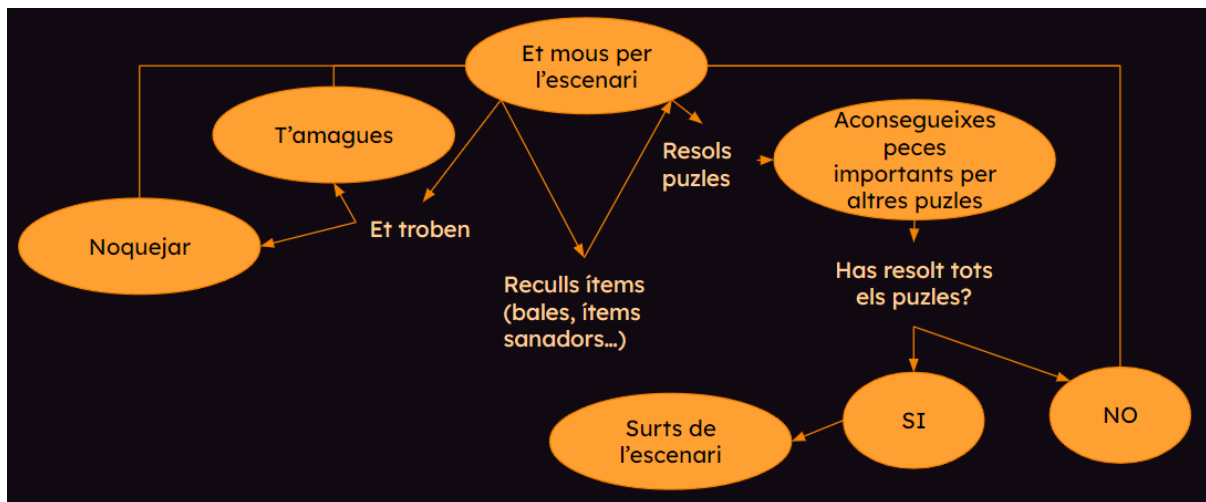 Et mous per
l’escenari
T’amagues
Noquejar
Et troben
Reculls ítems
(bales, ítems
sanadors…)
Resols
puzles
Aconsegueixes
peces
importants per
altres puzles
Has resolt tots
els puzles?
SI
NO
Surts de
l’escenari